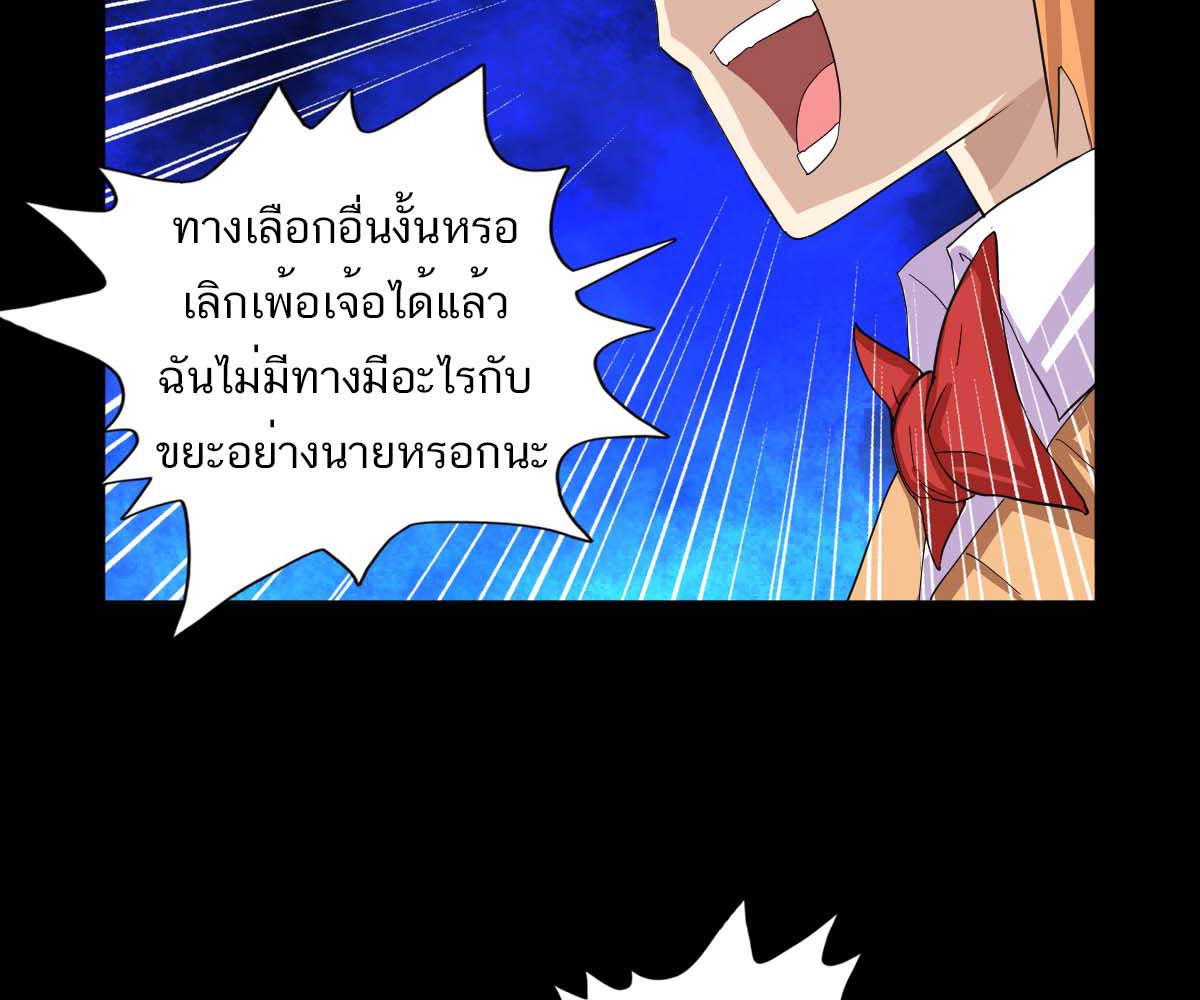 ทางเลือกอื่นงั้นหรอ
เลิกเพ้อเจ้อได้แล้ว
ฉันไม่มีทางมีอะไรกับ
ขยะอย่างนายหรอกนะ